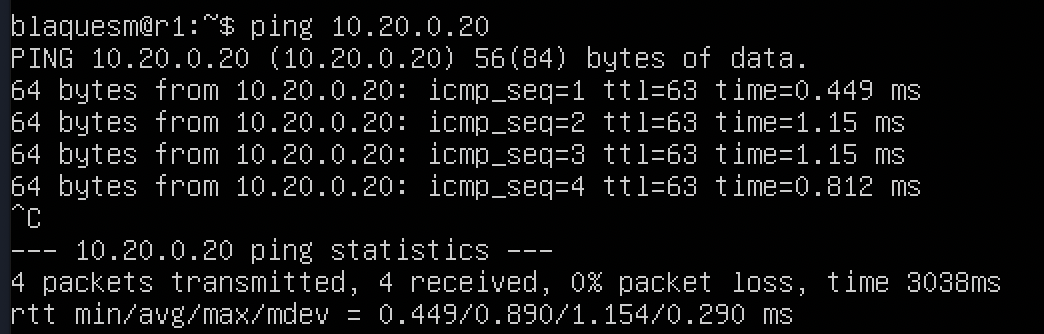 blaquesm@r1:~$ ping 10.20.0.20
PING 10.20.0.20 (10.20.0.20) 56(84) bytes of data.
64 bytes from 10.20.0.20: icmp_seq=1 ttl=63 time=0.449 ms
64 bytes from 10.20.0.20: icmp_seq=2 ttl=63 time=1.15 ms
64 bytes from 10.20.0.20: icmp_seq=3 ttl=63 time=1.15 ms
64 bytes from 10.20.0.20: icmp_seq=4 ttl=63 time=0.812 ms
^C
--- 10.20.0.20 ping statistics ---
4 packets transmitted, 4 received, 0% packet loss, time 3038ms
rtt min/avg/max/mdev = 0.449/0.890/1.154/0.290 ms